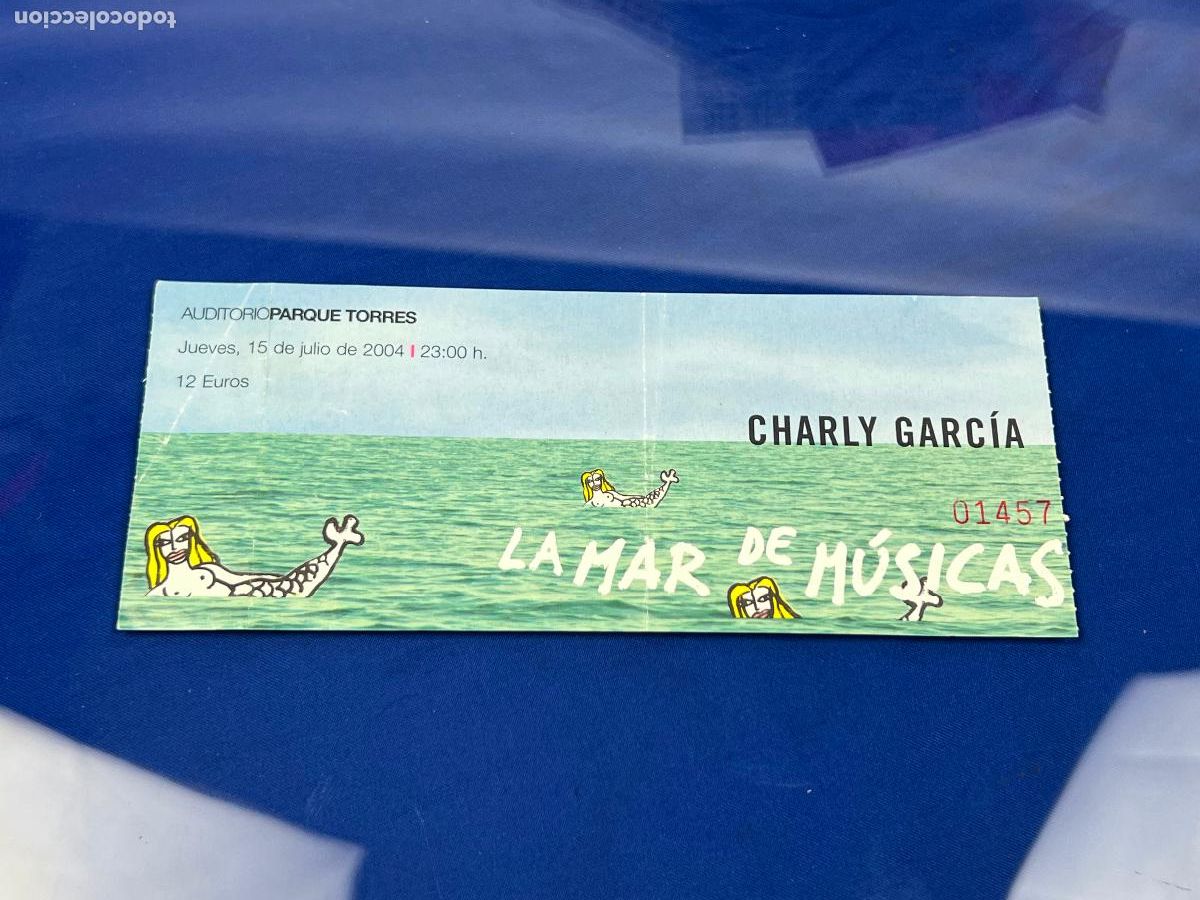 todocoleccion
AUDITORIOPARQUE TORRES
Jueves, 15 de julio de 2004 | 23:00 h.
12 Euros
CHARLY GARCÍA
01457
LA MAR DE MÚSICAS